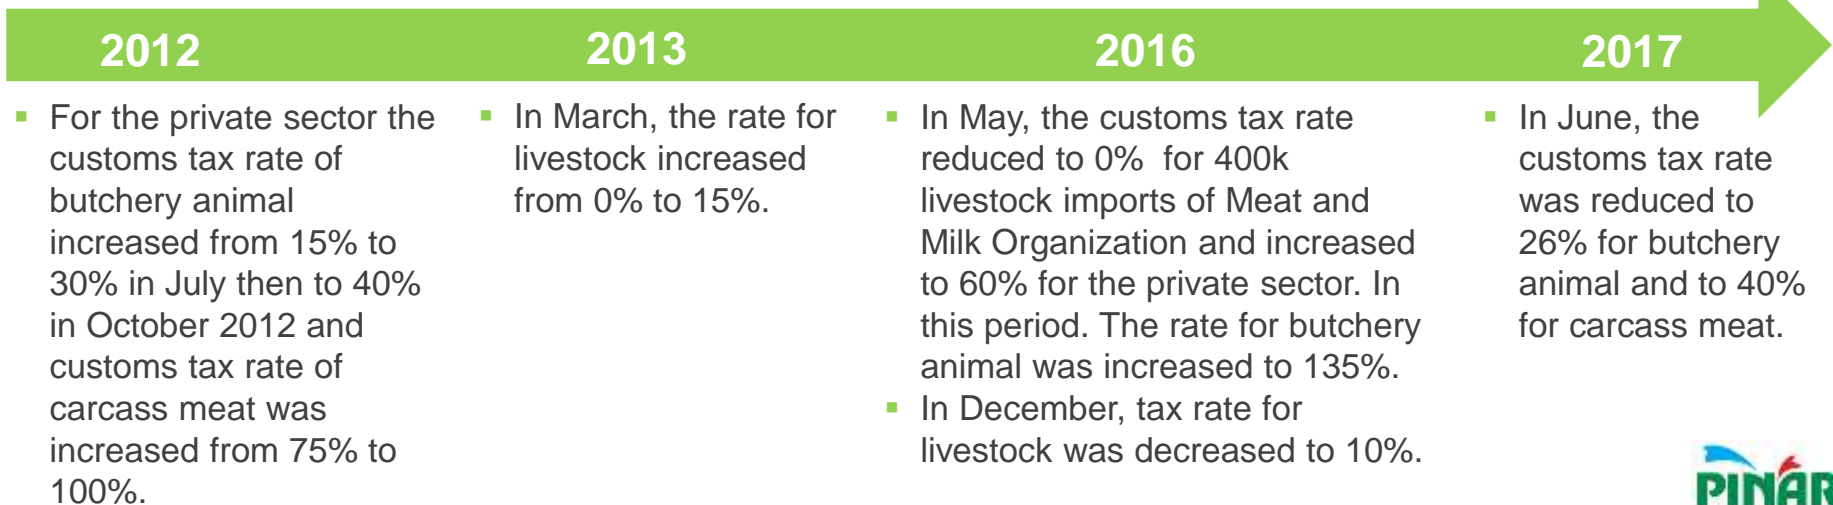 2012
▪ For the private sector the
customs tax rate of
butchery animal
increased from 15% to
30% in July then to 40%
in October 2012 and
customs tax rate of
carcass meat was
increased from 75% to
100%.
2013
▪ In March, the rate for
livestock increased
from 0% to 15%.
2016
▪ In May, the customs tax rate
reduced to 0% for 400k
livestock imports of Meat and
Milk Organization and increased
to 60% for the private sector. In
this period. The rate for butchery
animal was increased to 135%.
▪ In December, tax rate for
livestock was decreased to 10%.
2017
▪ In June, the
customs tax rate
was reduced to
26% for butchery
animal and to 40%
for carcass meat.
PINAR